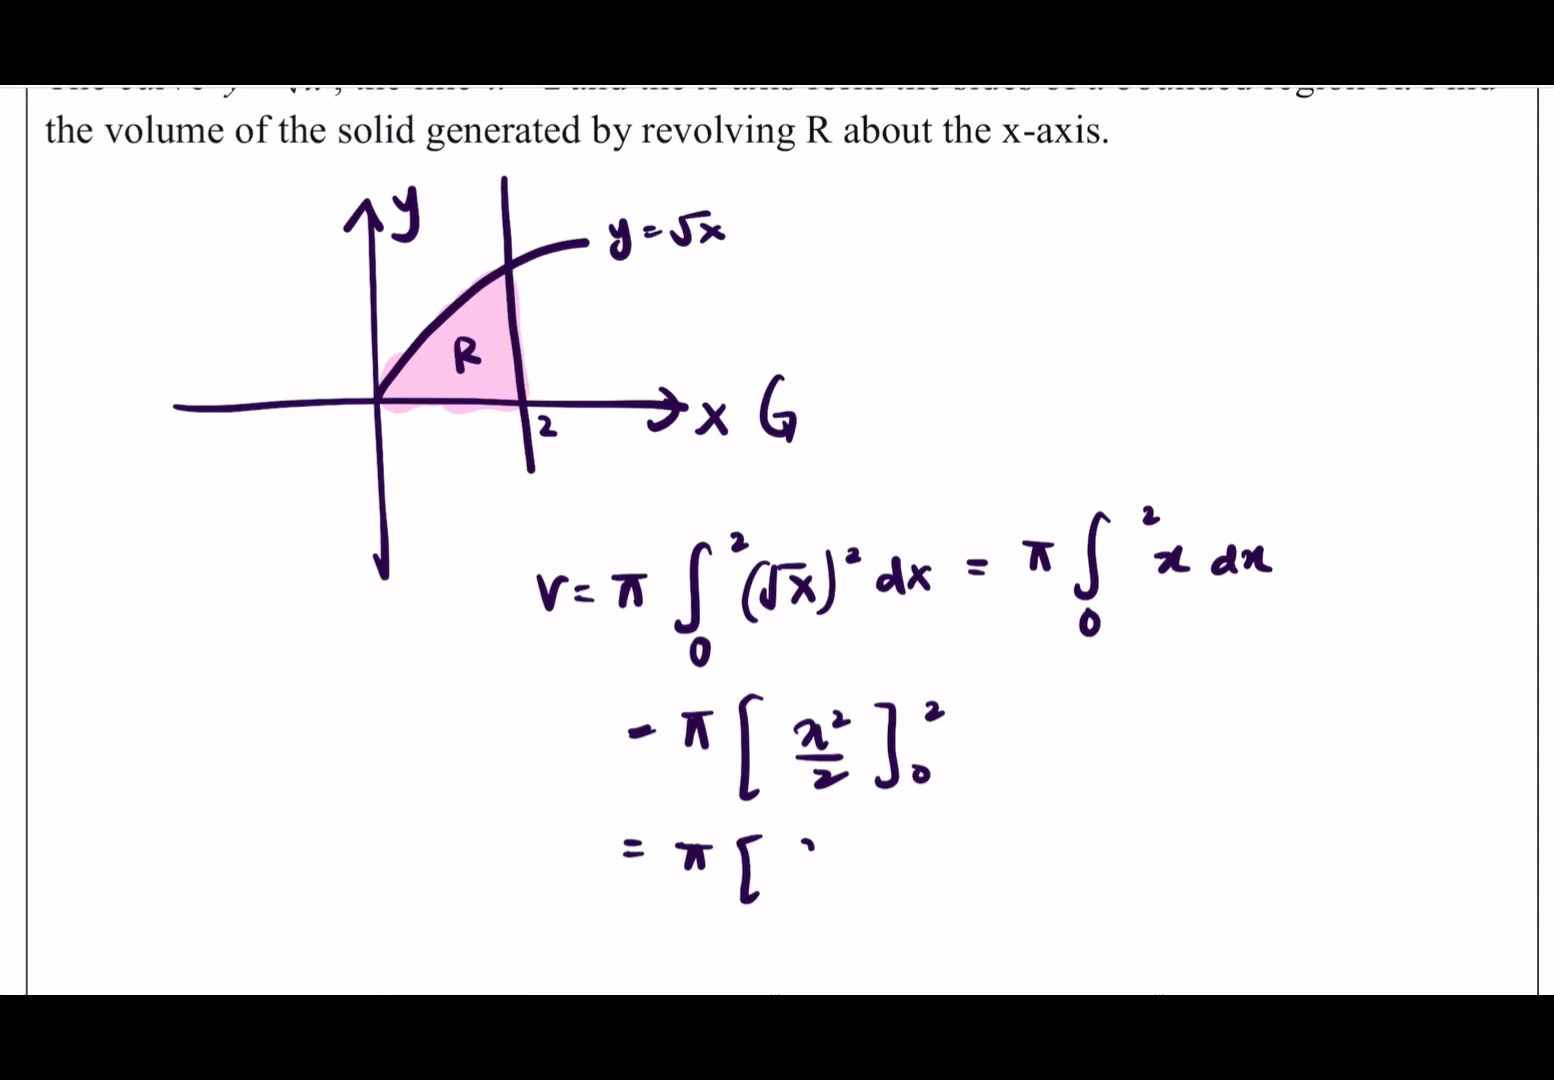 the volume of the solid generated by revolving R about the x-axis.
y
y = √x
R
2
x
V = π ∫₀² (√x)² dx = π ∫₀² x dx
- π [ x²/2 ]₀²
= π [